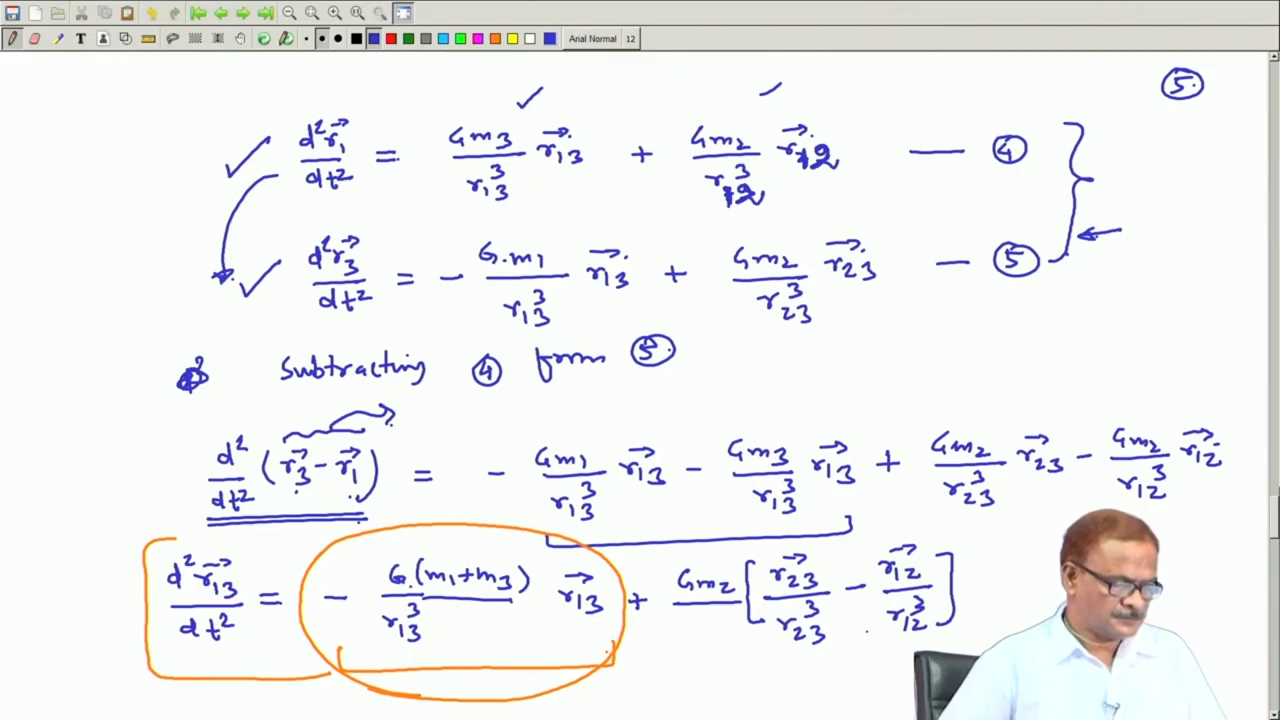 Arial Normal 12
⑤
d²r⃗₁/dt² = Gm₃/r₁₃³ r⃗₁₃ + Gm₂/r₁₂³ r⃗₁₂ — ④
d²r⃗₃/dt² = - G.m₁/r₁₃³ r⃗₁₃ + Gm₂/r₂₃³ r⃗₂₃ — ⑤
Subtracting ④ form ⑤
d²/dt² (r⃗₃ - r⃗₁) = - Gm₁/r₁₃³ r⃗₁₃ - Gm₃/r₁₃³ r⃗₁₃ + Gm₂/r₂₃³ r⃗₂₃ - Gm₂/r₁₂³ r⃗₁₂
d²r⃗₁₃/dt² = - G.(m₁+m₃)/r₁₃³ r⃗₁₃ + Gm₂ [r⃗₂₃/r₂₃³ - r⃗₁₂/r₁₂³]